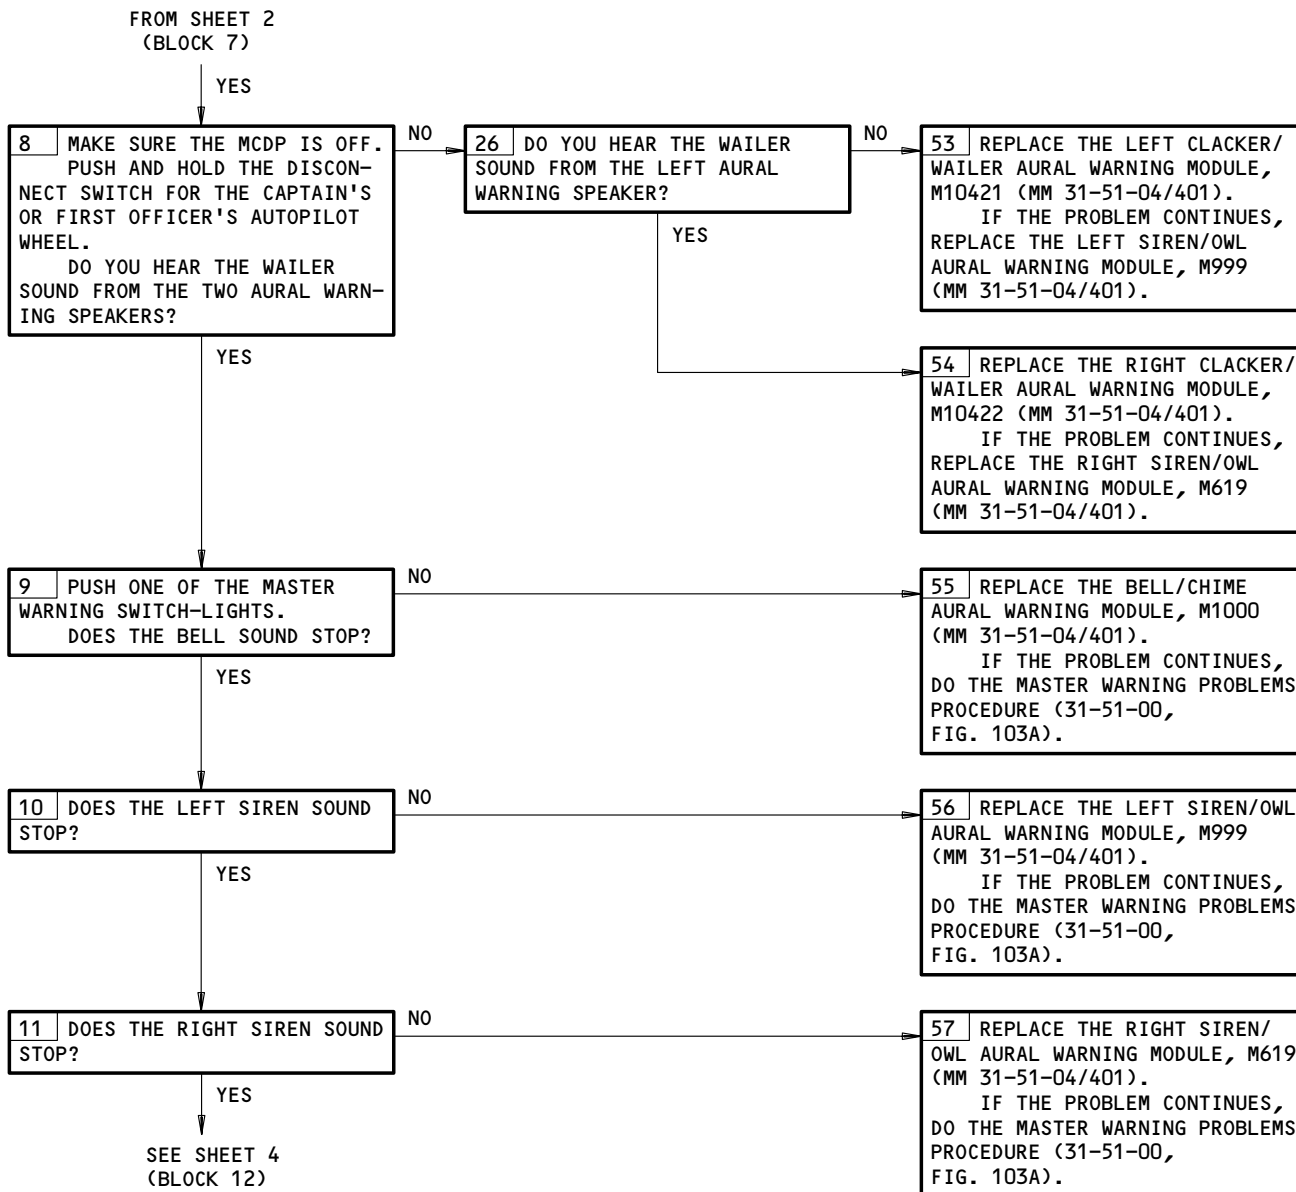 FROM SHEET 2
(BLOCK 7)
YES
8 MAKE SURE THE MCDP IS OFF.
PUSH AND HOLD THE DISCON-
NECT SWITCH FOR THE CAPTAIN'S
OR FIRST OFFICER'S AUTOPILOT
WHEEL.
DO YOU HEAR THE WAILER
SOUND FROM THE TWO AURAL WARN-
ING SPEAKERS?
NO
26 DO YOU HEAR THE WAILER
SOUND FROM THE LEFT AURAL
WARNING SPEAKER?
NO
53 REPLACE THE LEFT CLACKER/
WAILER AURAL WARNING MODULE,
M10421 (MM 31-51-04/401).
IF THE PROBLEM CONTINUES,
REPLACE THE LEFT SIREN/OWL
AURAL WARNING MODULE, M999
(MM 31-51-04/401).
YES
54 REPLACE THE RIGHT CLACKER/
WAILER AURAL WARNING MODULE,
M10422 (MM 31-51-04/401).
IF THE PROBLEM CONTINUES,
REPLACE THE RIGHT SIREN/OWL
AURAL WARNING MODULE, M619
(MM 31-51-04/401).
YES
9 PUSH ONE OF THE MASTER
WARNING SWITCH-LIGHTS.
DOES THE BELL SOUND STOP?
NO
55 REPLACE THE BELL/CHIME
AURAL WARNING MODULE, M1000
(MM 31-51-04/401).
IF THE PROBLEM CONTINUES,
DO THE MASTER WARNING PROBLEMS
PROCEDURE (31-51-00,
FIG. 103A).
YES
10 DOES THE LEFT SIREN SOUND
STOP?
NO
56 REPLACE THE LEFT SIREN/OWL
AURAL WARNING MODULE, M999
(MM 31-51-04/401).
IF THE PROBLEM CONTINUES,
DO THE MASTER WARNING PROBLEMS
PROCEDURE (31-51-00,
FIG. 103A).
YES
11 DOES THE RIGHT SIREN SOUND
STOP?
NO
57 REPLACE THE RIGHT SIREN/
OWL AURAL WARNING MODULE, M619
(MM 31-51-04/401).
IF THE PROBLEM CONTINUES,
DO THE MASTER WARNING PROBLEMS
PROCEDURE (31-51-00,
FIG. 103A).
YES
SEE SHEET 4
(BLOCK 12)